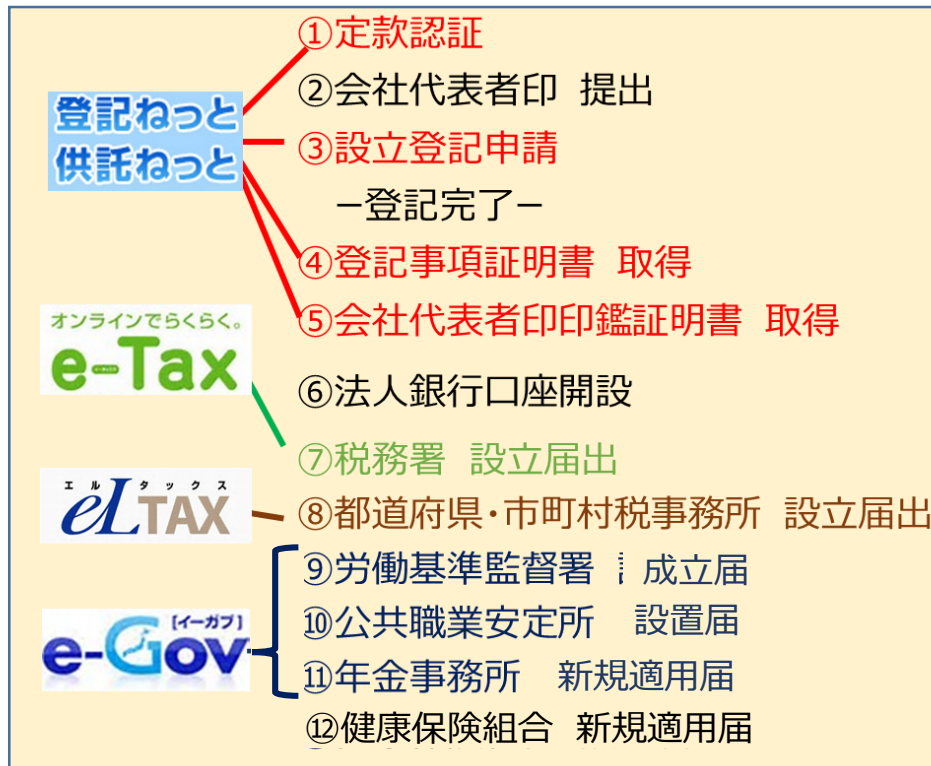 ①定款認証
②会社代表者印 提出
登記ねっと
供託ねっと
③設立登記申請
ー登記完了ー
④登記事項証明書 取得
⑤会社代表者印印鑑証明書 取得
オンラインでらくらく。
e-Tax
⑥法人銀行口座開設
⑦税務署 設立届出
エルタックス
eLTAX
⑧都道府県・市町村税事務所 設立届出
⑨労働基準監督署 成立届
⑩公共職業安定所 設置届
[イーガブ]
e-Gov
⑪年金事務所 新規適用届
⑫健康保険組合 新規適用届